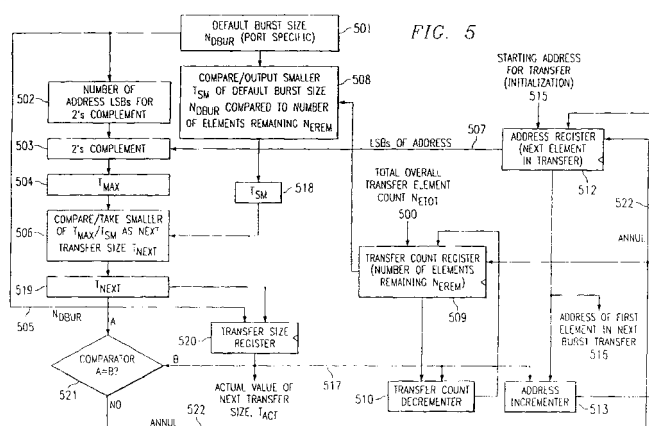 FIG. 5
DEFAULT BURST SIZE
NDBUR (PORT SPECIFIC)
501
502
NUMBER OF
ADDRESS LSBs FOR
2's COMPLEMENT
COMPARE/OUTPUT SMALLER
TSM OF DEFAULT BURST SIZE
NDBUR COMPARED TO NUMBER
OF ELEMENTS REMAINING NEREM
508
STARTING ADDRESS
FOR TRANSFER
(INITIALIZATION)
515
503
2's COMPLEMENT
LSBs OF ADDRESS
507
ADDRESS REGISTER
(NEXT ELEMENT
IN TRANSFER)
512
504
TMAX
TSM
518
TOTAL OVERALL
TRANSFER ELEMENT
COUNT NETOT
500
522
ANNUL
506
COMPARE/TAKE SMALLER
OF TMAX/TSM AS NEXT
TRANSFER SIZE TNEXT
TRANSFER COUNT REGISTER
(NUMBER OF ELEMENTS
REMAINING NEREM)
509
519
TNEXT
505
NDBUR
A
520
TRANSFER SIZE
REGISTER
ADDRESS OF FIRST
ELEMENT IN NEXT
BURST TRANSFER
516
COMPARATOR
A=B?
521
B
517
ACTUAL VALUE OF
NEXT TRANSFER
SIZE, TACT
510
TRANSFER COUNT
DECREMENTER
ADDRESS
INCREMENTER
513
NO
ANNUL
522